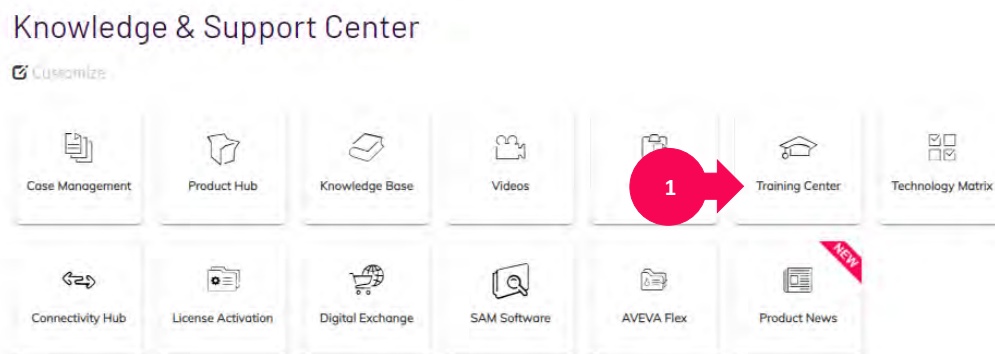 Knowledge & Support Center
Customize
Case Management
Product Hub
Knowledge Base
Videos
1
Training Center
Technology Matrix
NEW
Connectivity Hub
License Activation
Digital Exchange
SAM Software
AVEVA Flex
Product News